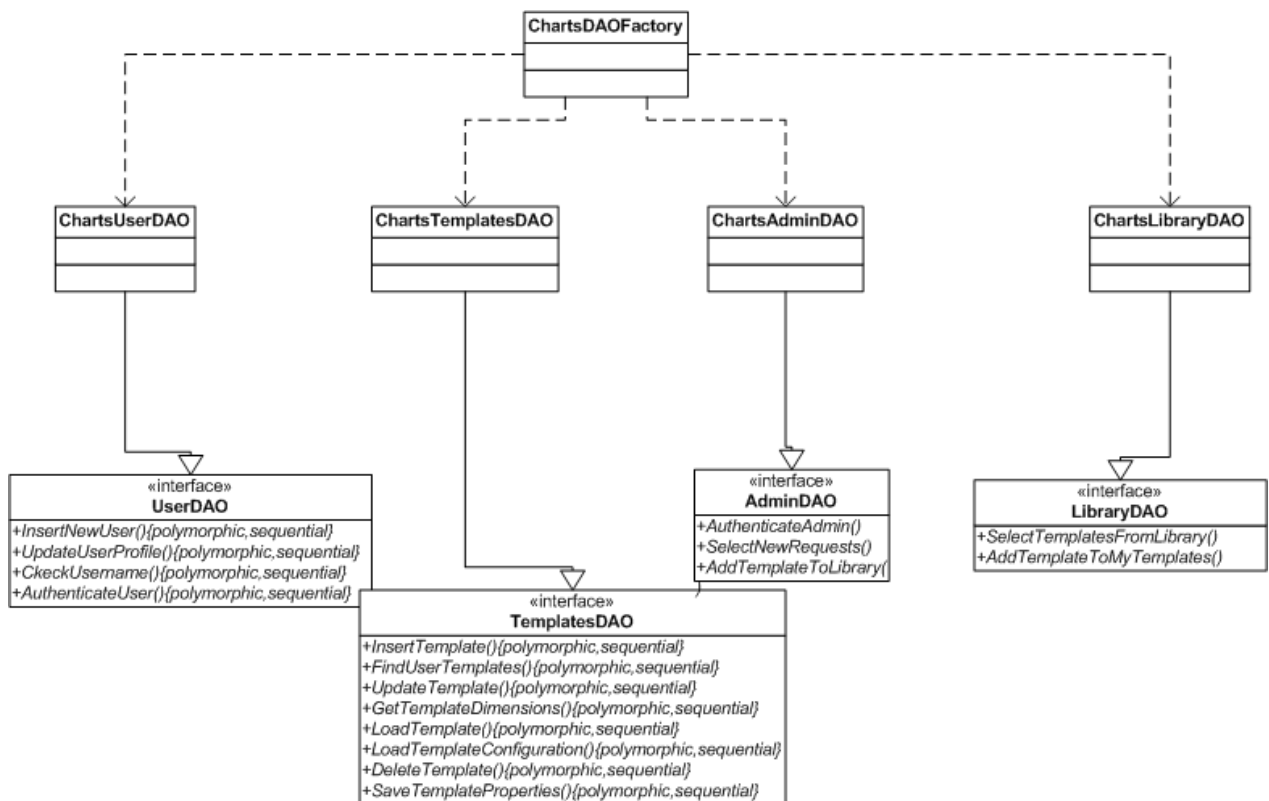 ChartsDAOFactory
ChartsUserDAO
ChartsTemplatesDAO
ChartsAdminDAO
ChartsLibraryDAO
«interface»
UserDAO
+InsertNewUser(){polymorphic,sequential}
+UpdateUserProfile(){polymorphic,sequential}
+CkeckUsername(){polymorphic,sequential}
+AuthenticateUser(){polymorphic,sequential}
«interface»
AdminDAO
+AuthenticateAdmin()
+SelectNewRequests()
+AddTemplateToLibrary(
)
«interface»
LibraryDAO
+SelectTemplatesFromLibrary()
+AddTemplateToMyTemplates()
«interface»
TemplatesDAO
+InsertTemplate(){polymorphic,sequential}
+FindUserTemplates(){polymorphic,sequential}
+UpdateTemplate(){polymorphic,sequential}
+GetTemplateDimensions(){polymorphic,sequential}
+LoadTemplate(){polymorphic,sequential}
+LoadTemplateConfiguration(){polymorphic,sequential}
+DeleteTemplate(){polymorphic,sequential}
+SaveTemplateProperties(){polymorphic,sequential}